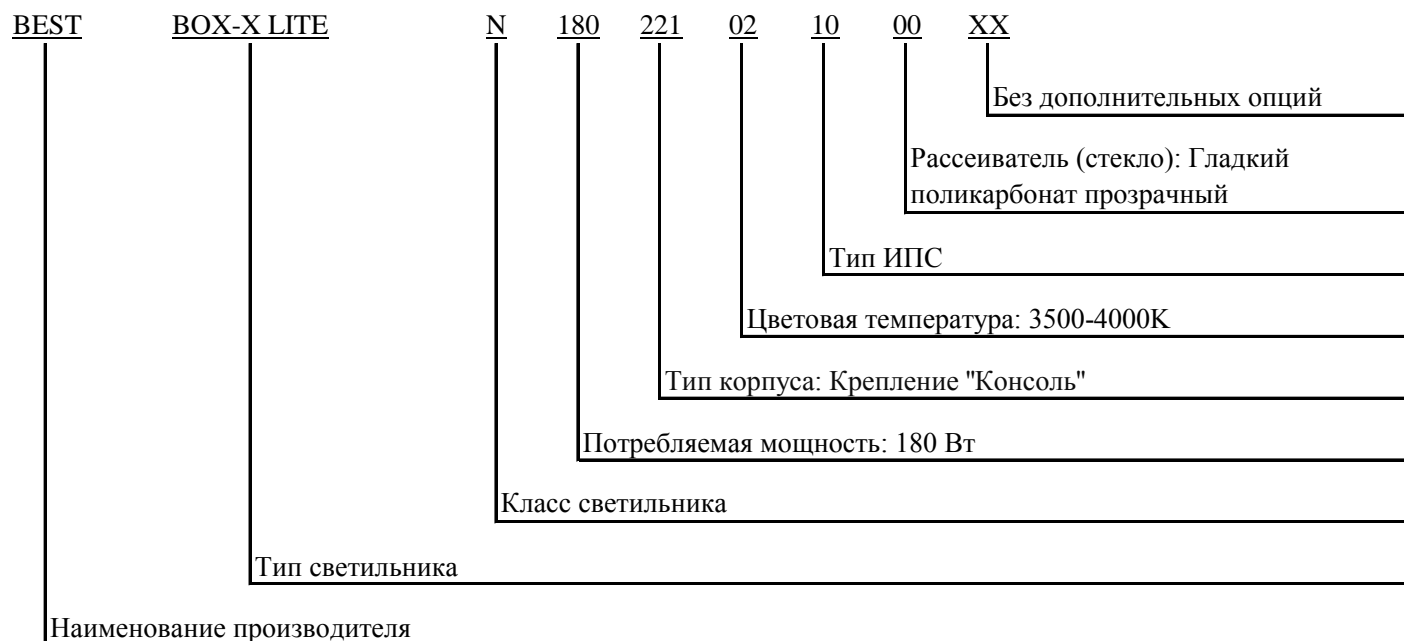 BEST BOX-X LITE N 180 221 02 10 00 XX
Без дополнительных опций
Рассеиватель (стекло): Гладкий
поликарбонат прозрачный
Тип ИПС
Цветовая температура: 3500-4000K
Тип корпуса: Крепление "Консоль"
Потребляемая мощность: 180 Вт
Класс светильника
Тип светильника
Наименование производителя